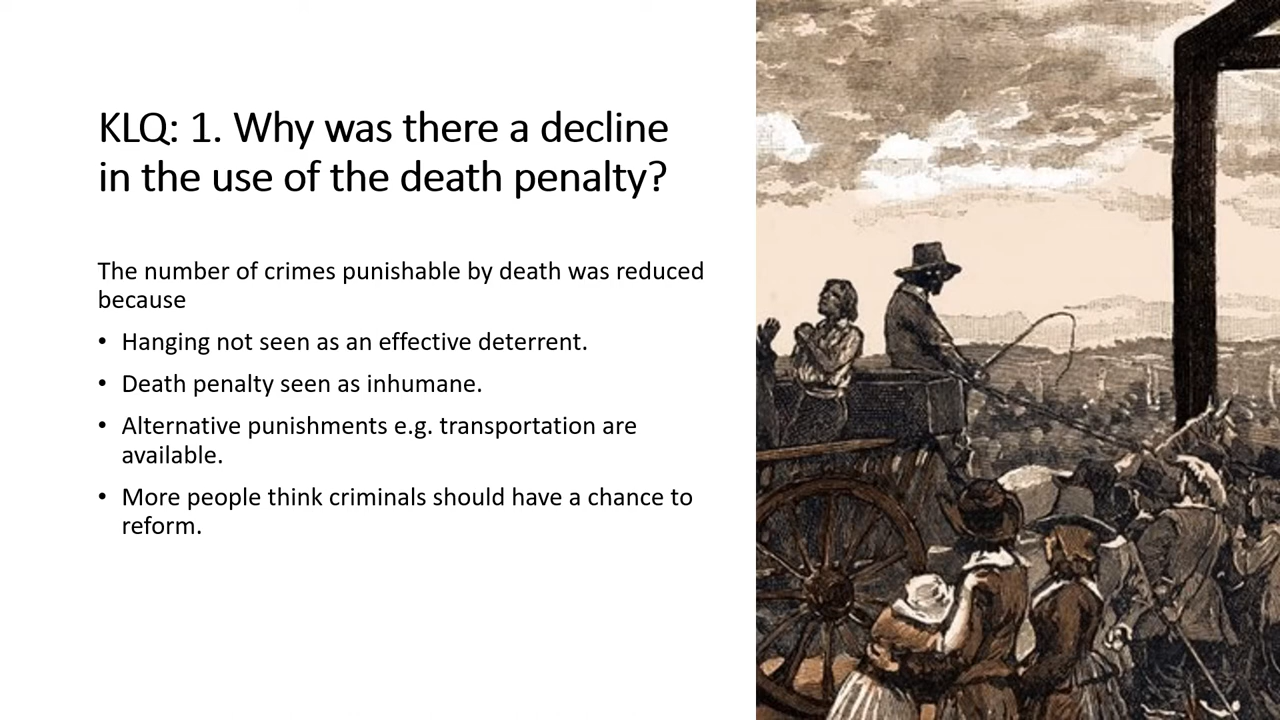 KLQ: 1. Why was there a decline
in the use of the death penalty?
The number of crimes punishable by death was reduced
because
• Hanging not seen as an effective deterrent.
• Death penalty seen as inhumane.
• Alternative punishments e.g. transportation are
available.
• More people think criminals should have a chance to
reform.